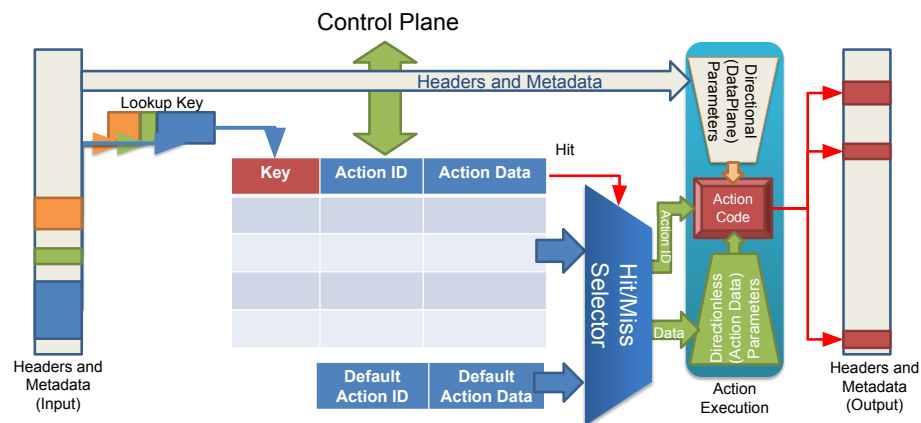 Control Plane
Headers and Metadata
Lookup Key
Directional
(DataPlane)
Parameters
Hit
Key
Action ID
Action Data
Action
Code
Action ID
Hit/Miss
Selector
Data
Directionless
(Action Data)
Parameters
Default
Action ID
Default
Action Data
Headers and
Metadata
(Input)
Action
Execution
Headers and
Metadata
(Output)